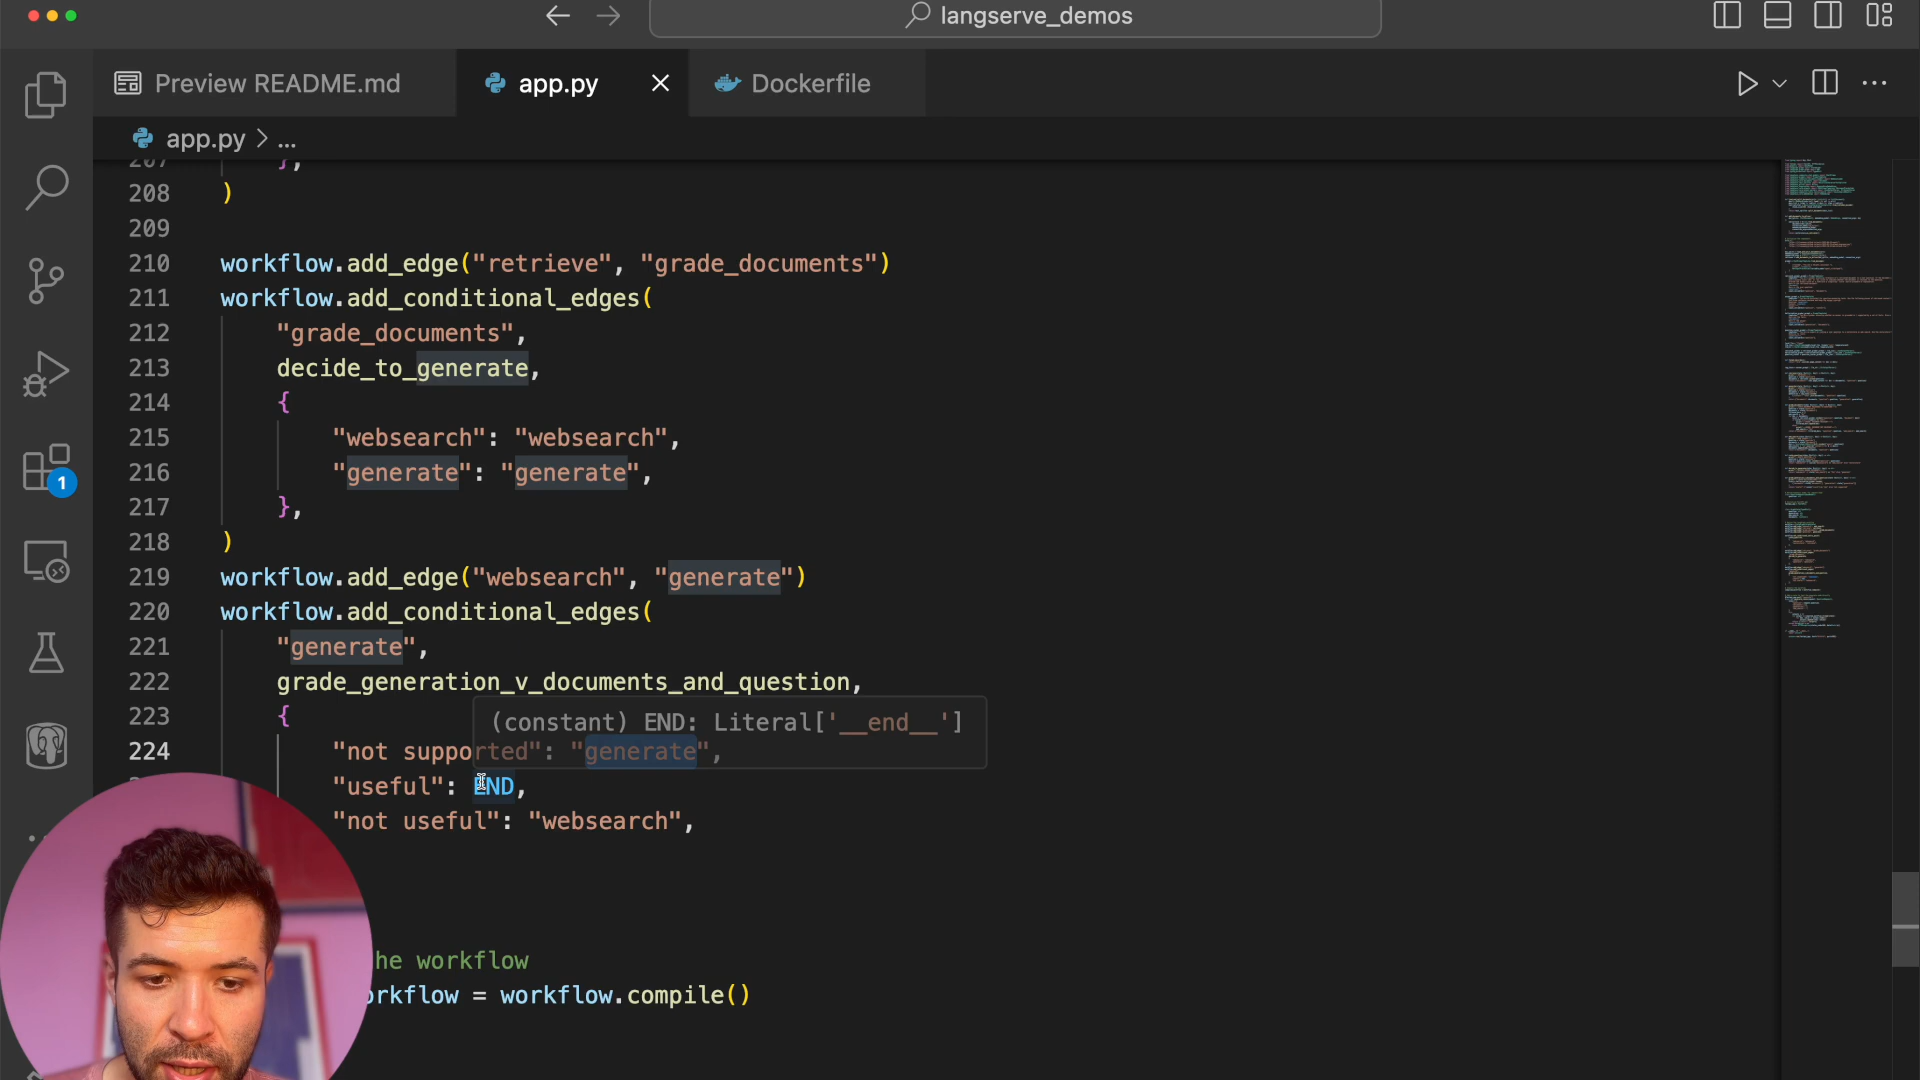 langserve_demos
Preview README.md
app.py
Dockerfile
app.py > ...
207 },
208 )
209
210 workflow.add_edge("retrieve", "grade_documents")
211 workflow.add_conditional_edges(
212 "grade_documents",
213 decide_to_generate,
214 {
215 "websearch": "websearch",
216 "generate": "generate",
217 },
218 )
219 workflow.add_edge("websearch", "generate")
220 workflow.add_conditional_edges(
221 "generate",
222 grade_generation_v_documents_and_question,
223 {
(constant) END: Literal['__end__']
224 "not supported": "generate",
"useful": END,
"not useful": "websearch",
he workflow
orkflow = workflow.compile()
1